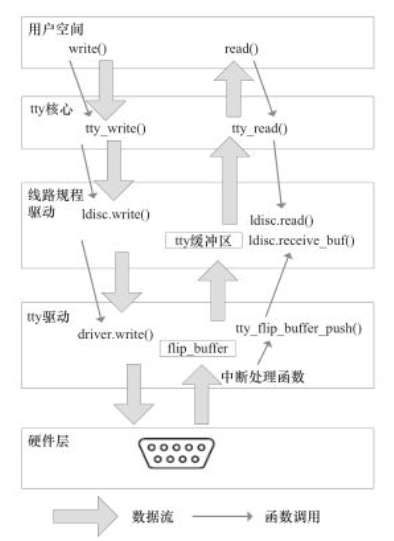 用户空间
write() read()
tty核心
tty_write() tty_read()
线路规程
驱动
ldisc.write() ldisc.read()
tty缓冲区 ldisc.receive_buf()
tty驱动
driver.write() tty_flip_buffer_push()
flip_buffer
中断处理函数
硬件层
数据流 函数调用